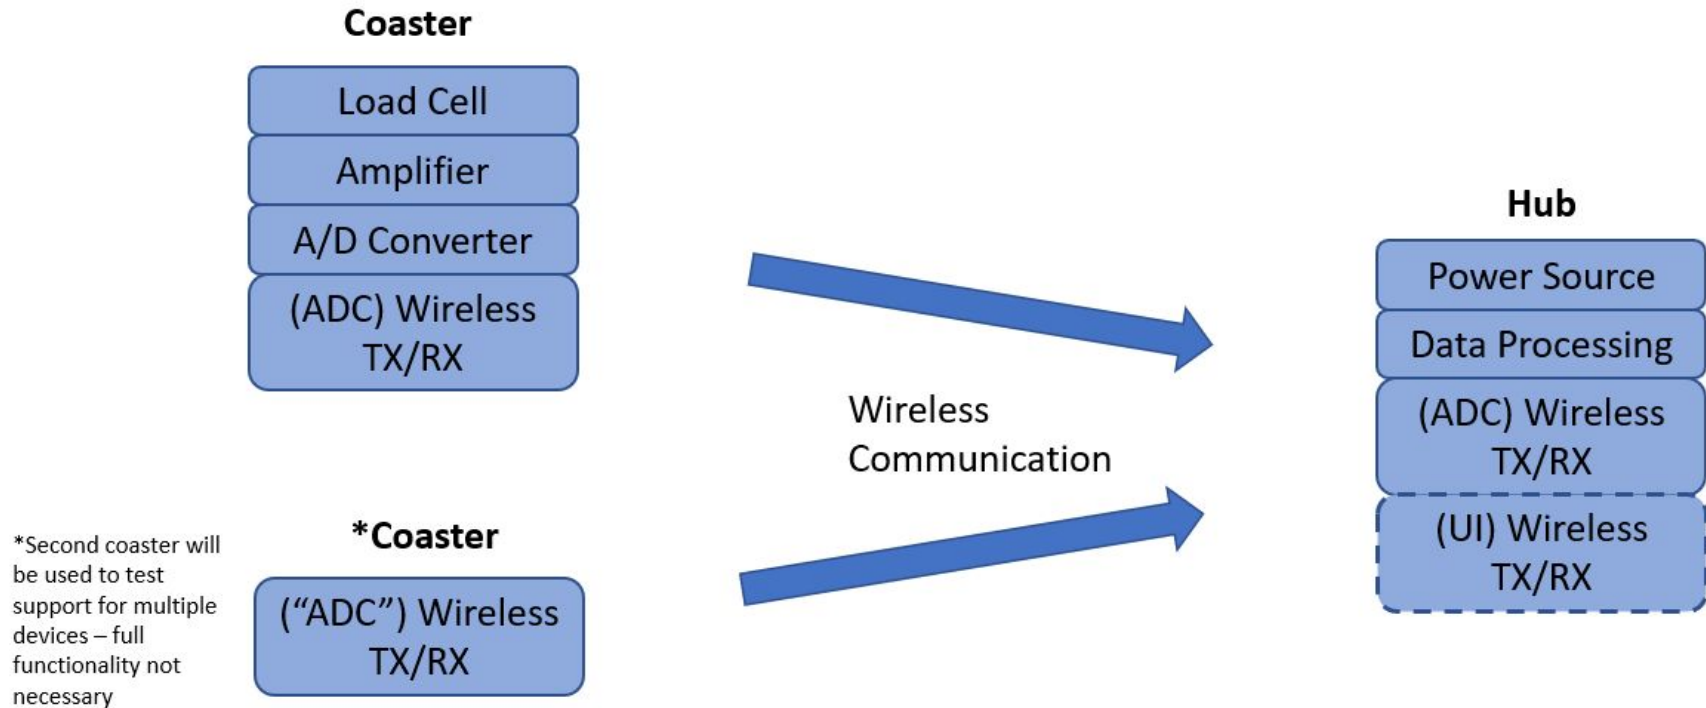 Coaster
Load Cell
Amplifier
A/D Converter
(ADC) Wireless
TX/RX
Wireless
Communication
*Coaster
(“ADC”) Wireless
TX/RX
*Second coaster will
be used to test
support for multiple
devices – full
functionality not
necessary
Hub
Power Source
Data Processing
(ADC) Wireless
TX/RX
(UI) Wireless
TX/RX